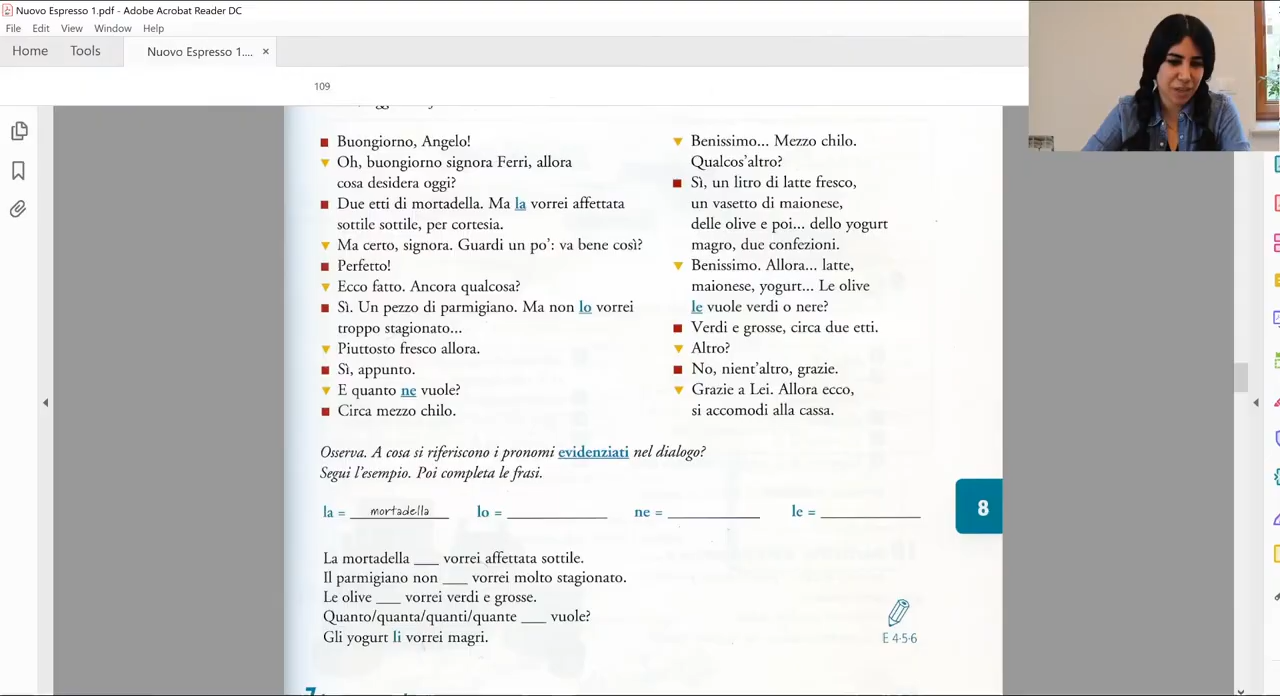 Nuovo Espresso 1.pdf - Adobe Acrobat Reader DC
File Edit View Window Help
Home Tools Nuovo Espresso 1.... ×
109
■ Buongiorno, Angelo!
▼ Oh, buongiorno signora Ferri, allora
cosa desidera oggi?
■ Due etti di mortadella. Ma la vorrei affettata
sottile sottile, per cortesia.
▼ Ma certo, signora. Guardi un po': va bene così?
■ Perfetto!
▼ Ecco fatto. Ancora qualcosa?
■ Sì. Un pezzo di parmigiano. Ma non lo vorrei
troppo stagionato...
▼ Piuttosto fresco allora.
■ Sì, appunto.
▼ E quanto ne vuole?
■ Circa mezzo chilo.
▼ Benissimo... Mezzo chilo.
Qualcos'altro?
■ Sì, un litro di latte fresco,
un vasetto di maionese,
delle olive e poi... dello yogurt
magro, due confezioni.
▼ Benissimo. Allora... latte,
maionese, yogurt... Le olive
le vuole verdi o nere?
■ Verdi e grosse, circa due etti.
▼ Altro?
■ No, nient'altro, grazie.
▼ Grazie a Lei. Allora ecco,
si accomodi alla cassa.
Osserva. A cosa si riferiscono i pronomi evidenziati nel dialogo?
Segui l'esempio. Poi completa le frasi.
la = mortadella lo = ________ ne = ________ le = ________
8
La mortadella ___ vorrei affettata sottile.
Il parmigiano non ___ vorrei molto stagionato.
Le olive ___ vorrei verdi e grosse.
Quanto/quanta/quanti/quante ___ vuole?
Gli yogurt li vorrei magri.
E 4·5·6
7